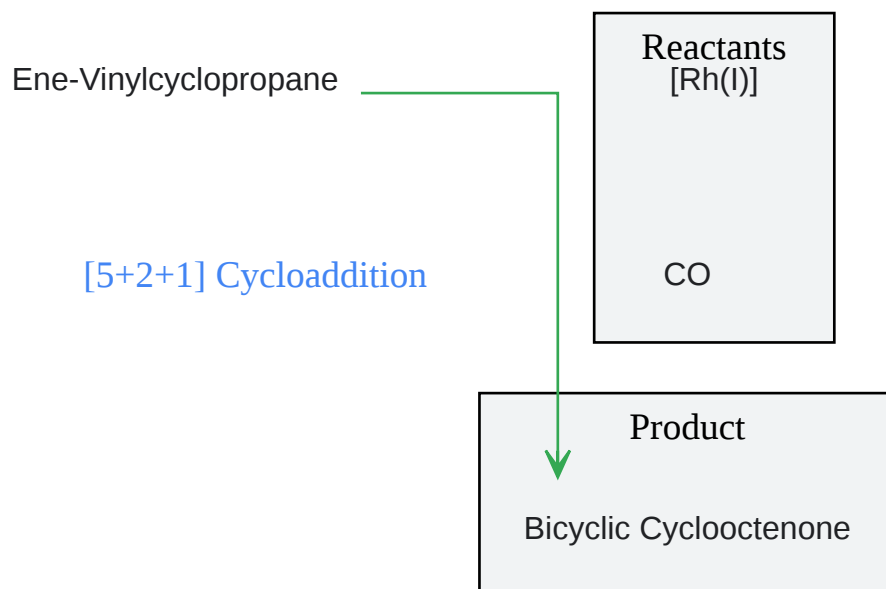 Reactants
Ene-Vinylcyclopropane
[Rh(I)]
[5+2+1] Cycloaddition
CO
Product
Bicyclic Cyclooctenone